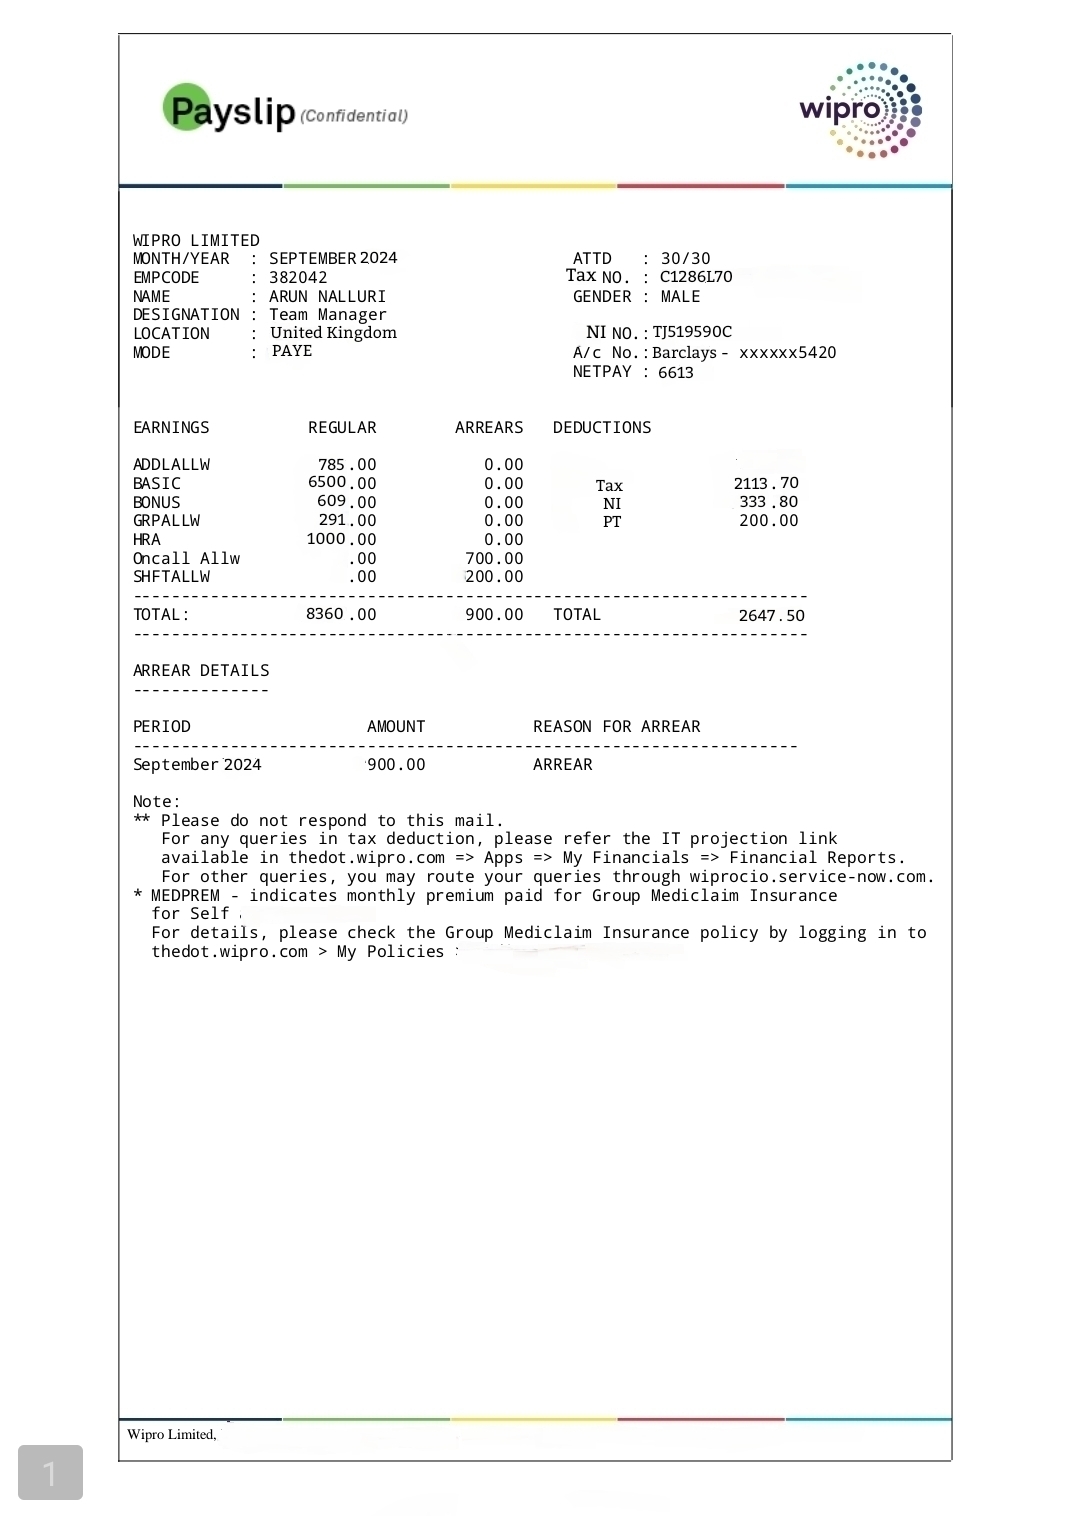 Payslip (Confidential)
wipro
WIPRO LIMITED
MONTH/YEAR : SEPTEMBER 2024 ATTD : 30/30
EMPCODE : 382042 Tax NO. : C1286L70
NAME : ARUN NALLURI GENDER : MALE
DESIGNATION : Team Manager
LOCATION : United Kingdom NI NO.: TJ519590C
MODE : PAYE A/c No.: Barclays - xxxxxx5420
NETPAY : 6613
EARNINGS REGULAR ARREARS DEDUCTIONS
ADDLALLW 785.00 0.00
BASIC 6500.00 0.00 Tax 2113.70
BONUS 609.00 0.00 NI 333.80
GRPALLW 291.00 0.00 PT 200.00
HRA 1000.00 0.00
Oncall Allw .00 700.00
SHFTALLW .00 200.00
---------------------------------------------------------------------
TOTAL: 8360.00 900.00 TOTAL 2647.50
---------------------------------------------------------------------
ARREAR DETAILS
--------------
PERIOD AMOUNT REASON FOR ARREAR
--------------------------------------------------------------------
September 2024 900.00 ARREAR
Note:
** Please do not respond to this mail.
For any queries in tax deduction, please refer the IT projection link
available in thedot.wipro.com => Apps => My Financials => Financial Reports.
For other queries, you may route your queries through wiprocio.service-now.com.
* MEDPREM - indicates monthly premium paid for Group Mediclaim Insurance
for Self
For details, please check the Group Mediclaim Insurance policy by logging in to
thedot.wipro.com > My Policies :
Wipro Limited,
1